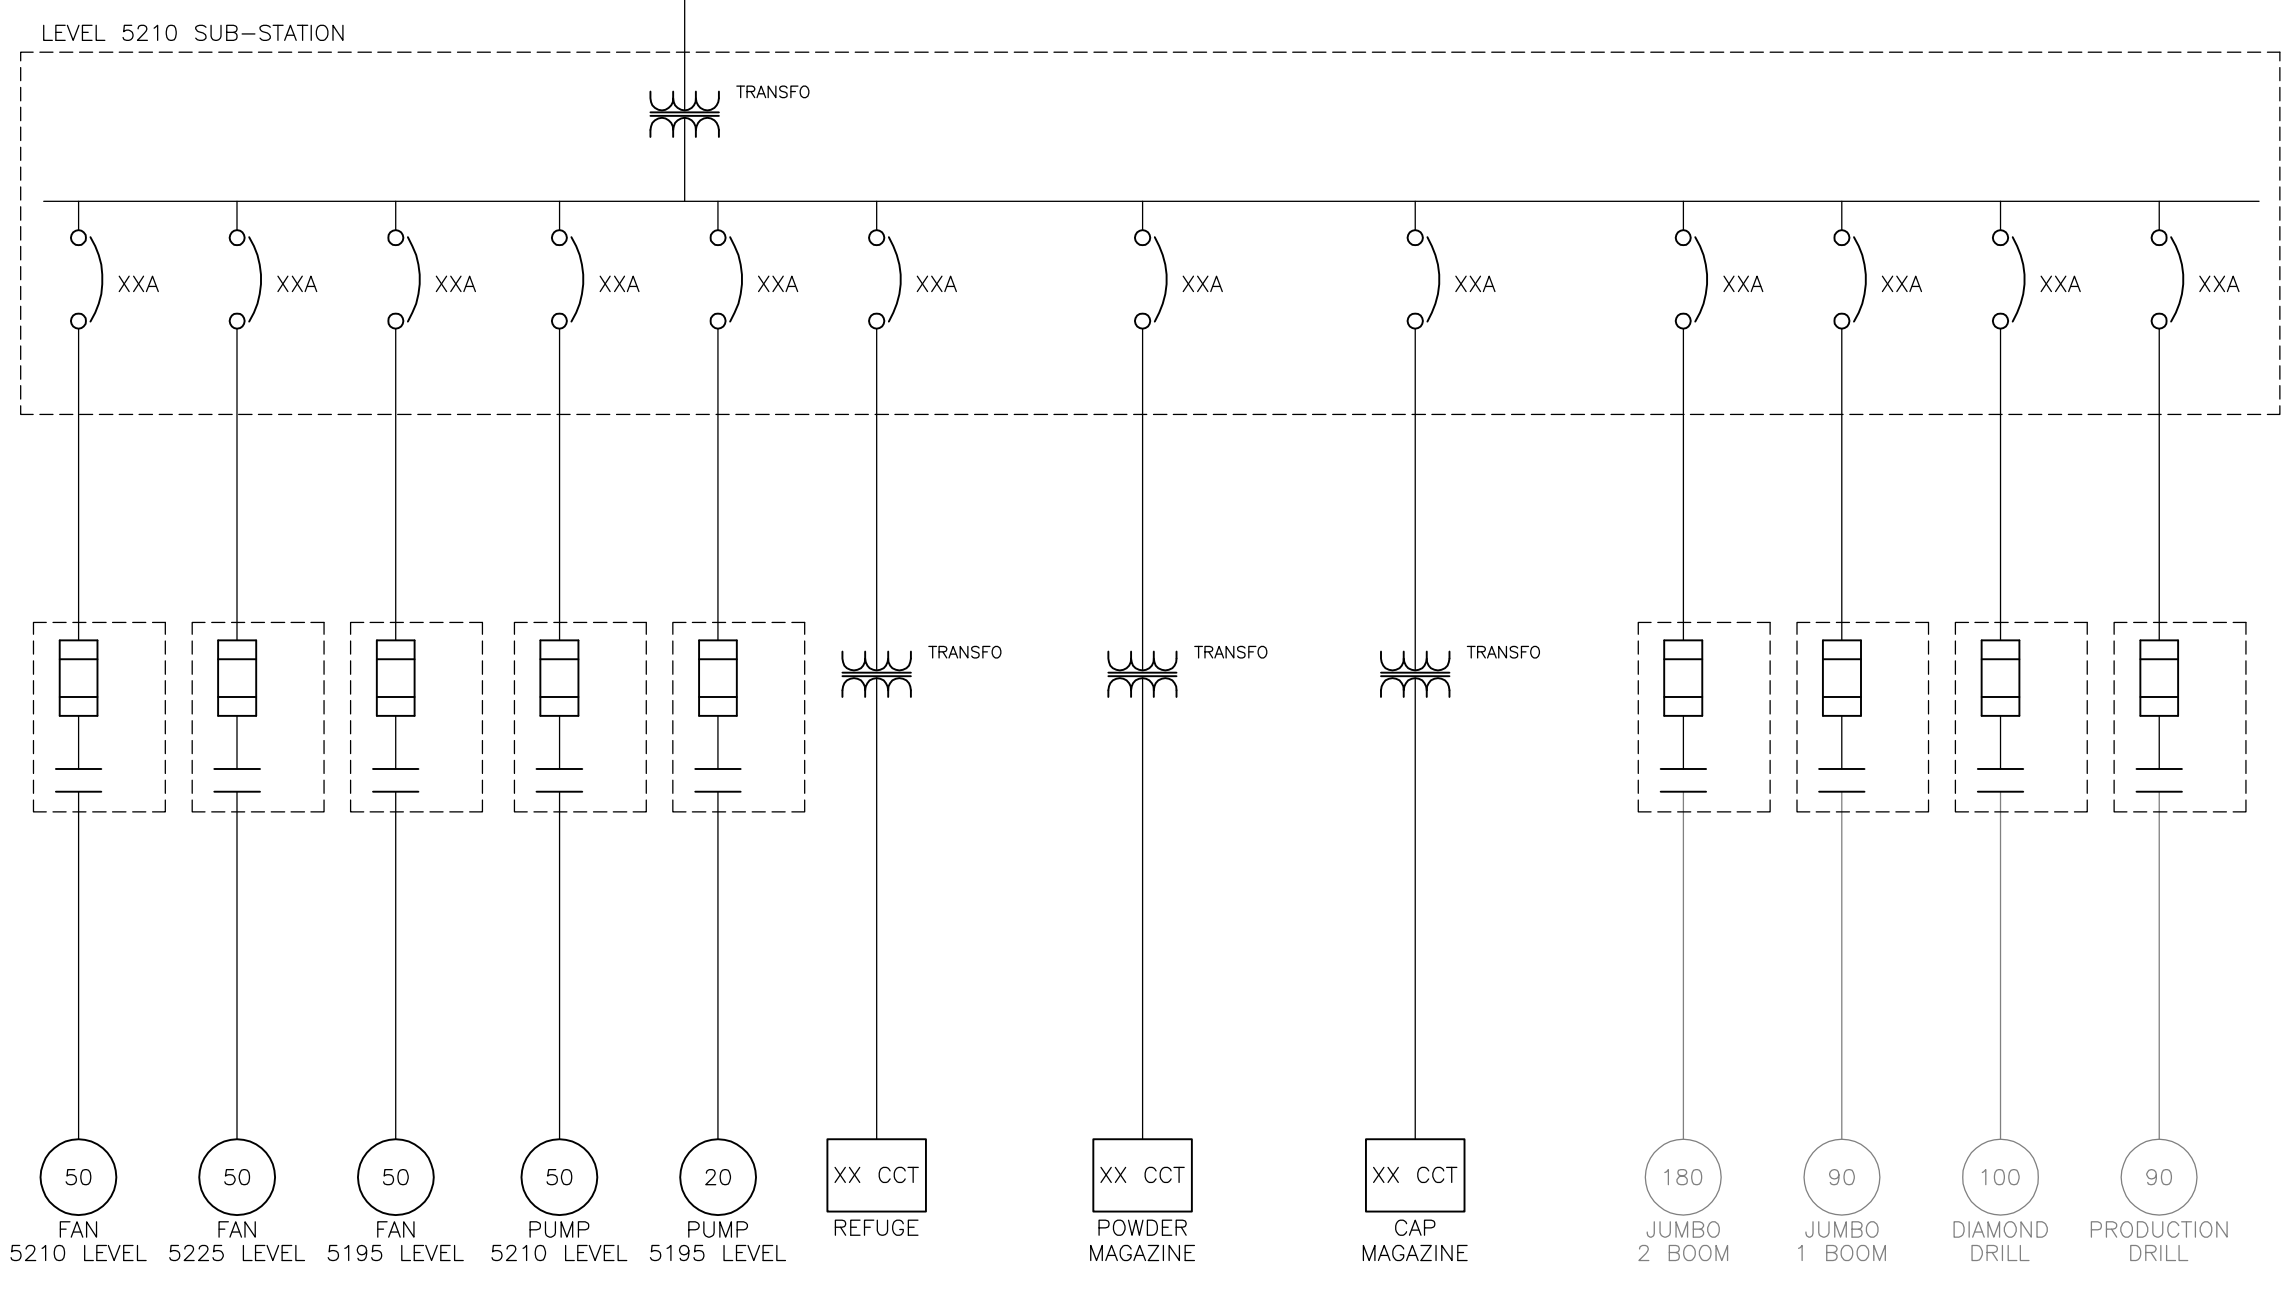 LEVEL 5210 SUB-STATION
TRANSFO
XXA
XXA
XXA
XXA
XXA
XXA
XXA
XXA
XXA
XXA
XXA
XXA
TRANSFO
TRANSFO
TRANSFO
50
FAN
5210 LEVEL
50
FAN
5225 LEVEL
50
FAN
5195 LEVEL
50
PUMP
5210 LEVEL
20
PUMP
5195 LEVEL
XX CCT
REFUGE
XX CCT
POWDER
MAGAZINE
XX CCT
CAP
MAGAZINE
180
JUMBO
2 BOOM
90
JUMBO
1 BOOM
100
DIAMOND
DRILL
90
PRODUCTION
DRILL